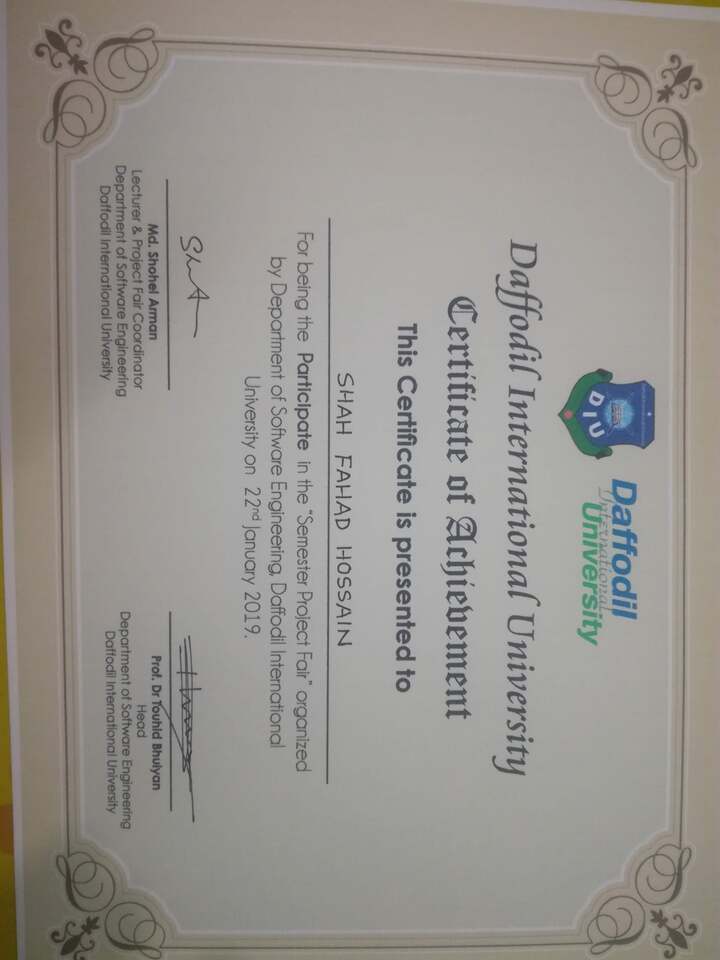 DIU
Daffodil
International
University
Daffodil International University
Certificate of Achievement
This Certificate is presented to
SHAH FAHAD HOSSAIN
For being the Participate in the "Semester Project Fair" organized
by Department of Software Engineering, Daffodil International
University on 22nd January 2019.
Md. Shohel Arman
Lecturer & Project Fair Coordinator
Department of Software Engineering
Daffodil International University
Prof. Dr Touhid Bhuiyan
Head
Department of Software Engineering
Daffodil International University